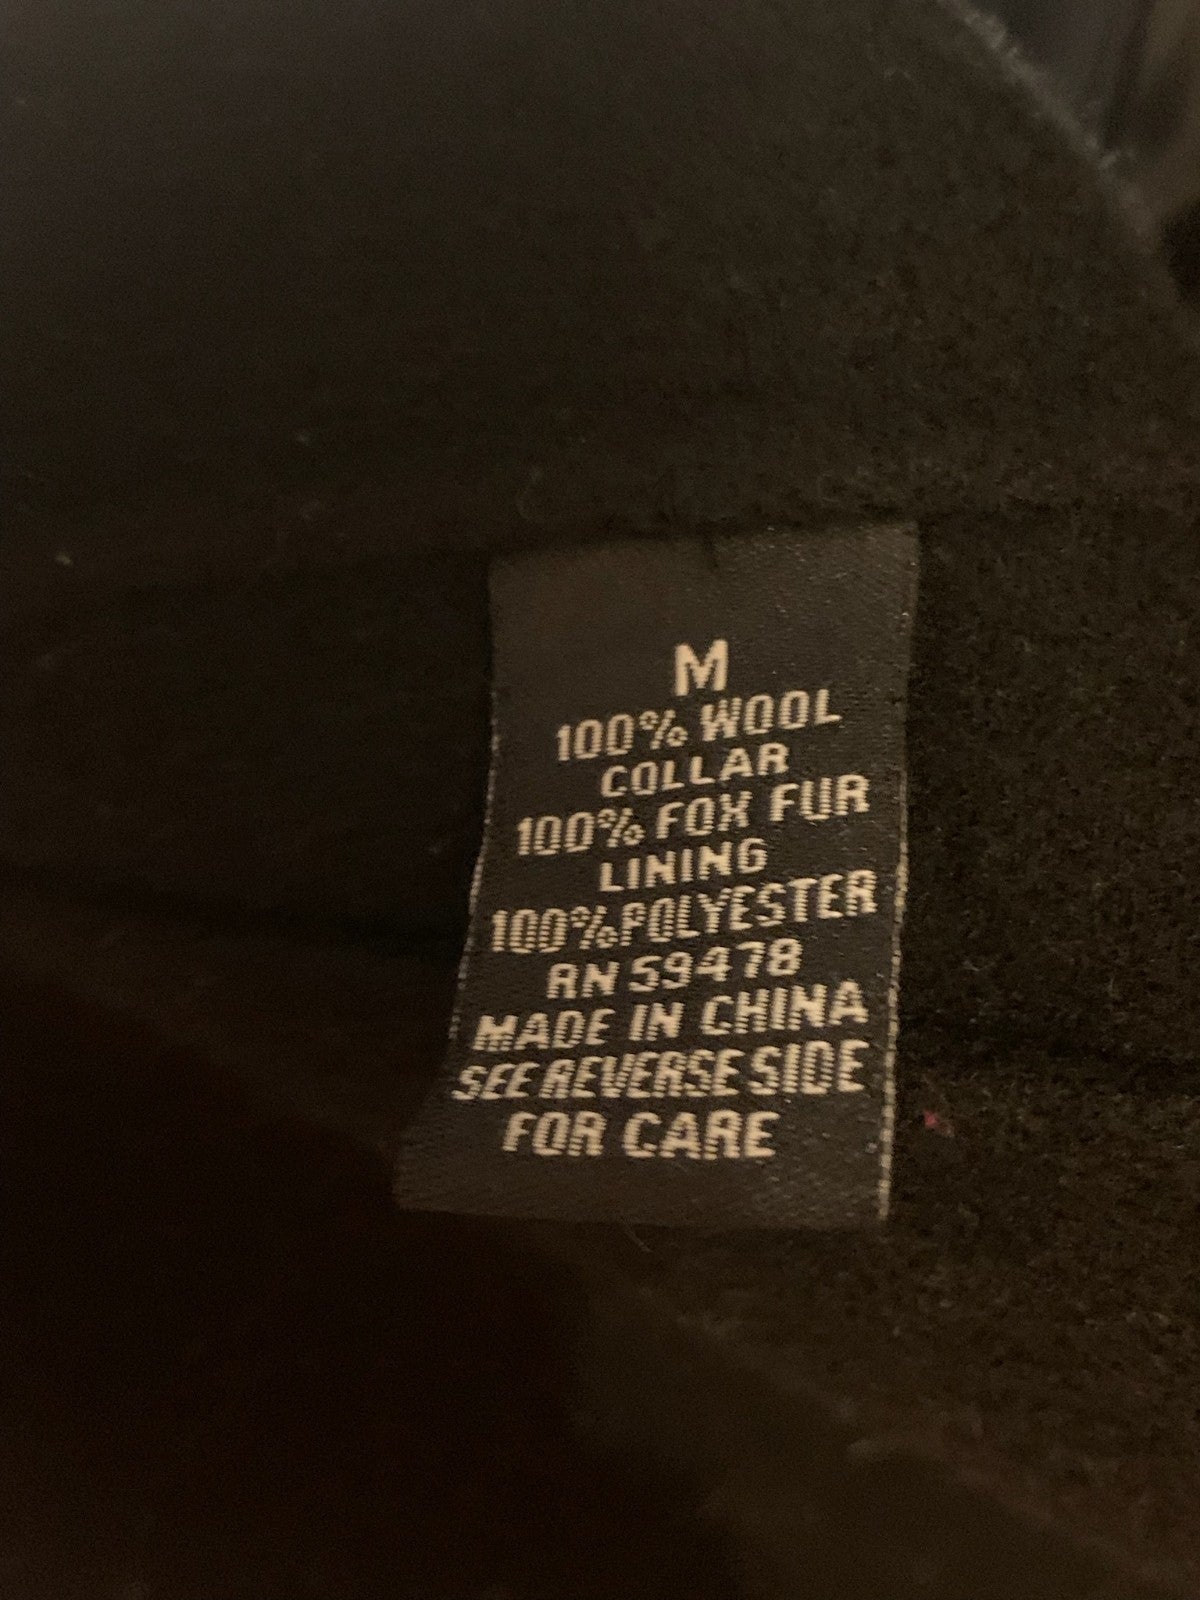 M
100% WOOL
COLLAR
100% FOX FUR
LINING
100% POLYESTER
RN 59478
MADE IN CHINA
SEE REVERSE SIDE
FOR CARE